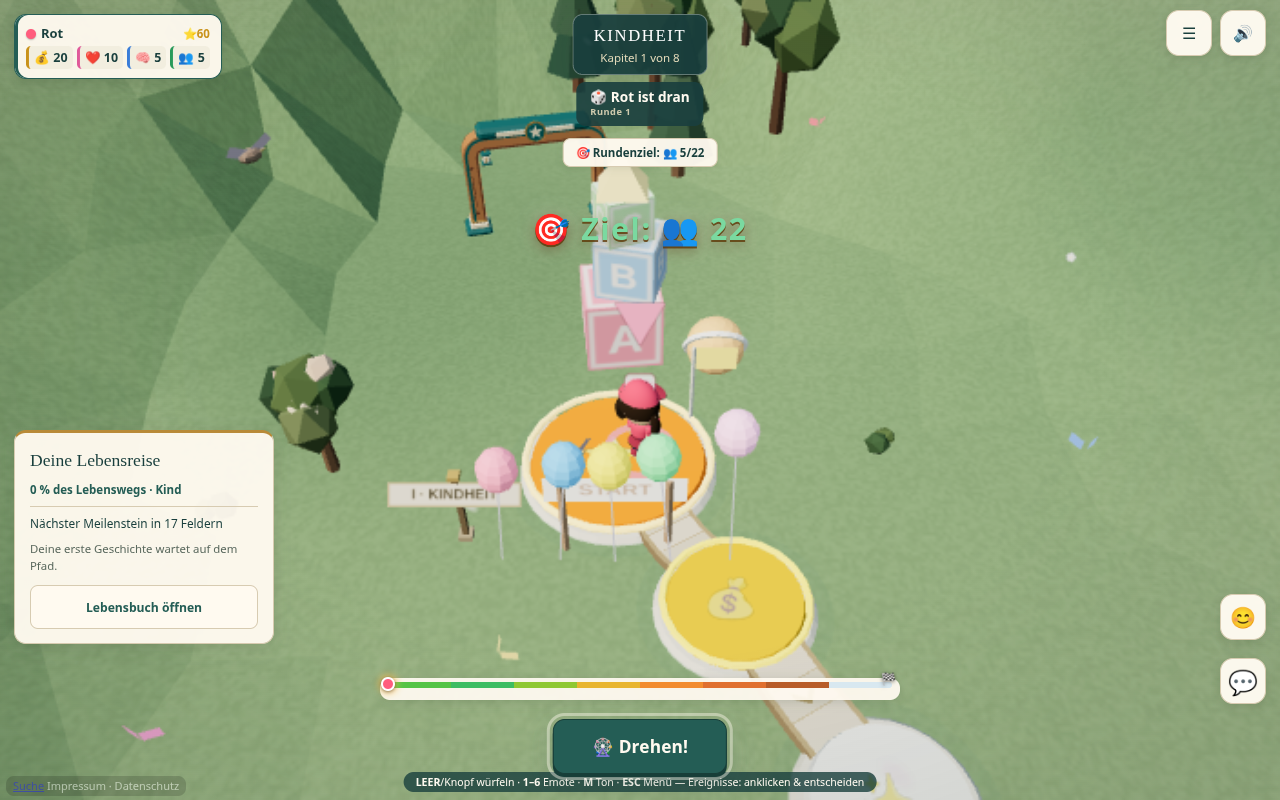 Rot
⭐60
💰 20 ❤️ 10 🧠 5 👥 5
KINDHEIT
Kapitel 1 von 8
🎲 Rot ist dran
Runde 1
🎯 Rundenziel: 👥 5/22
🎯 Ziel: 👥 22
B
A
I · KINDHEIT
START
$
Deine Lebensreise
0 % des Lebenswegs · Kind
Nächster Meilenstein in 17 Feldern
Deine erste Geschichte wartet auf dem
Pfad.
Lebensbuch öffnen
🎡 Drehen!
LEER/Knopf würfeln · 1–6 Emote · M Ton · ESC Menü — Ereignisse: anklicken & entscheiden
Suche Impressum · Datenschutz